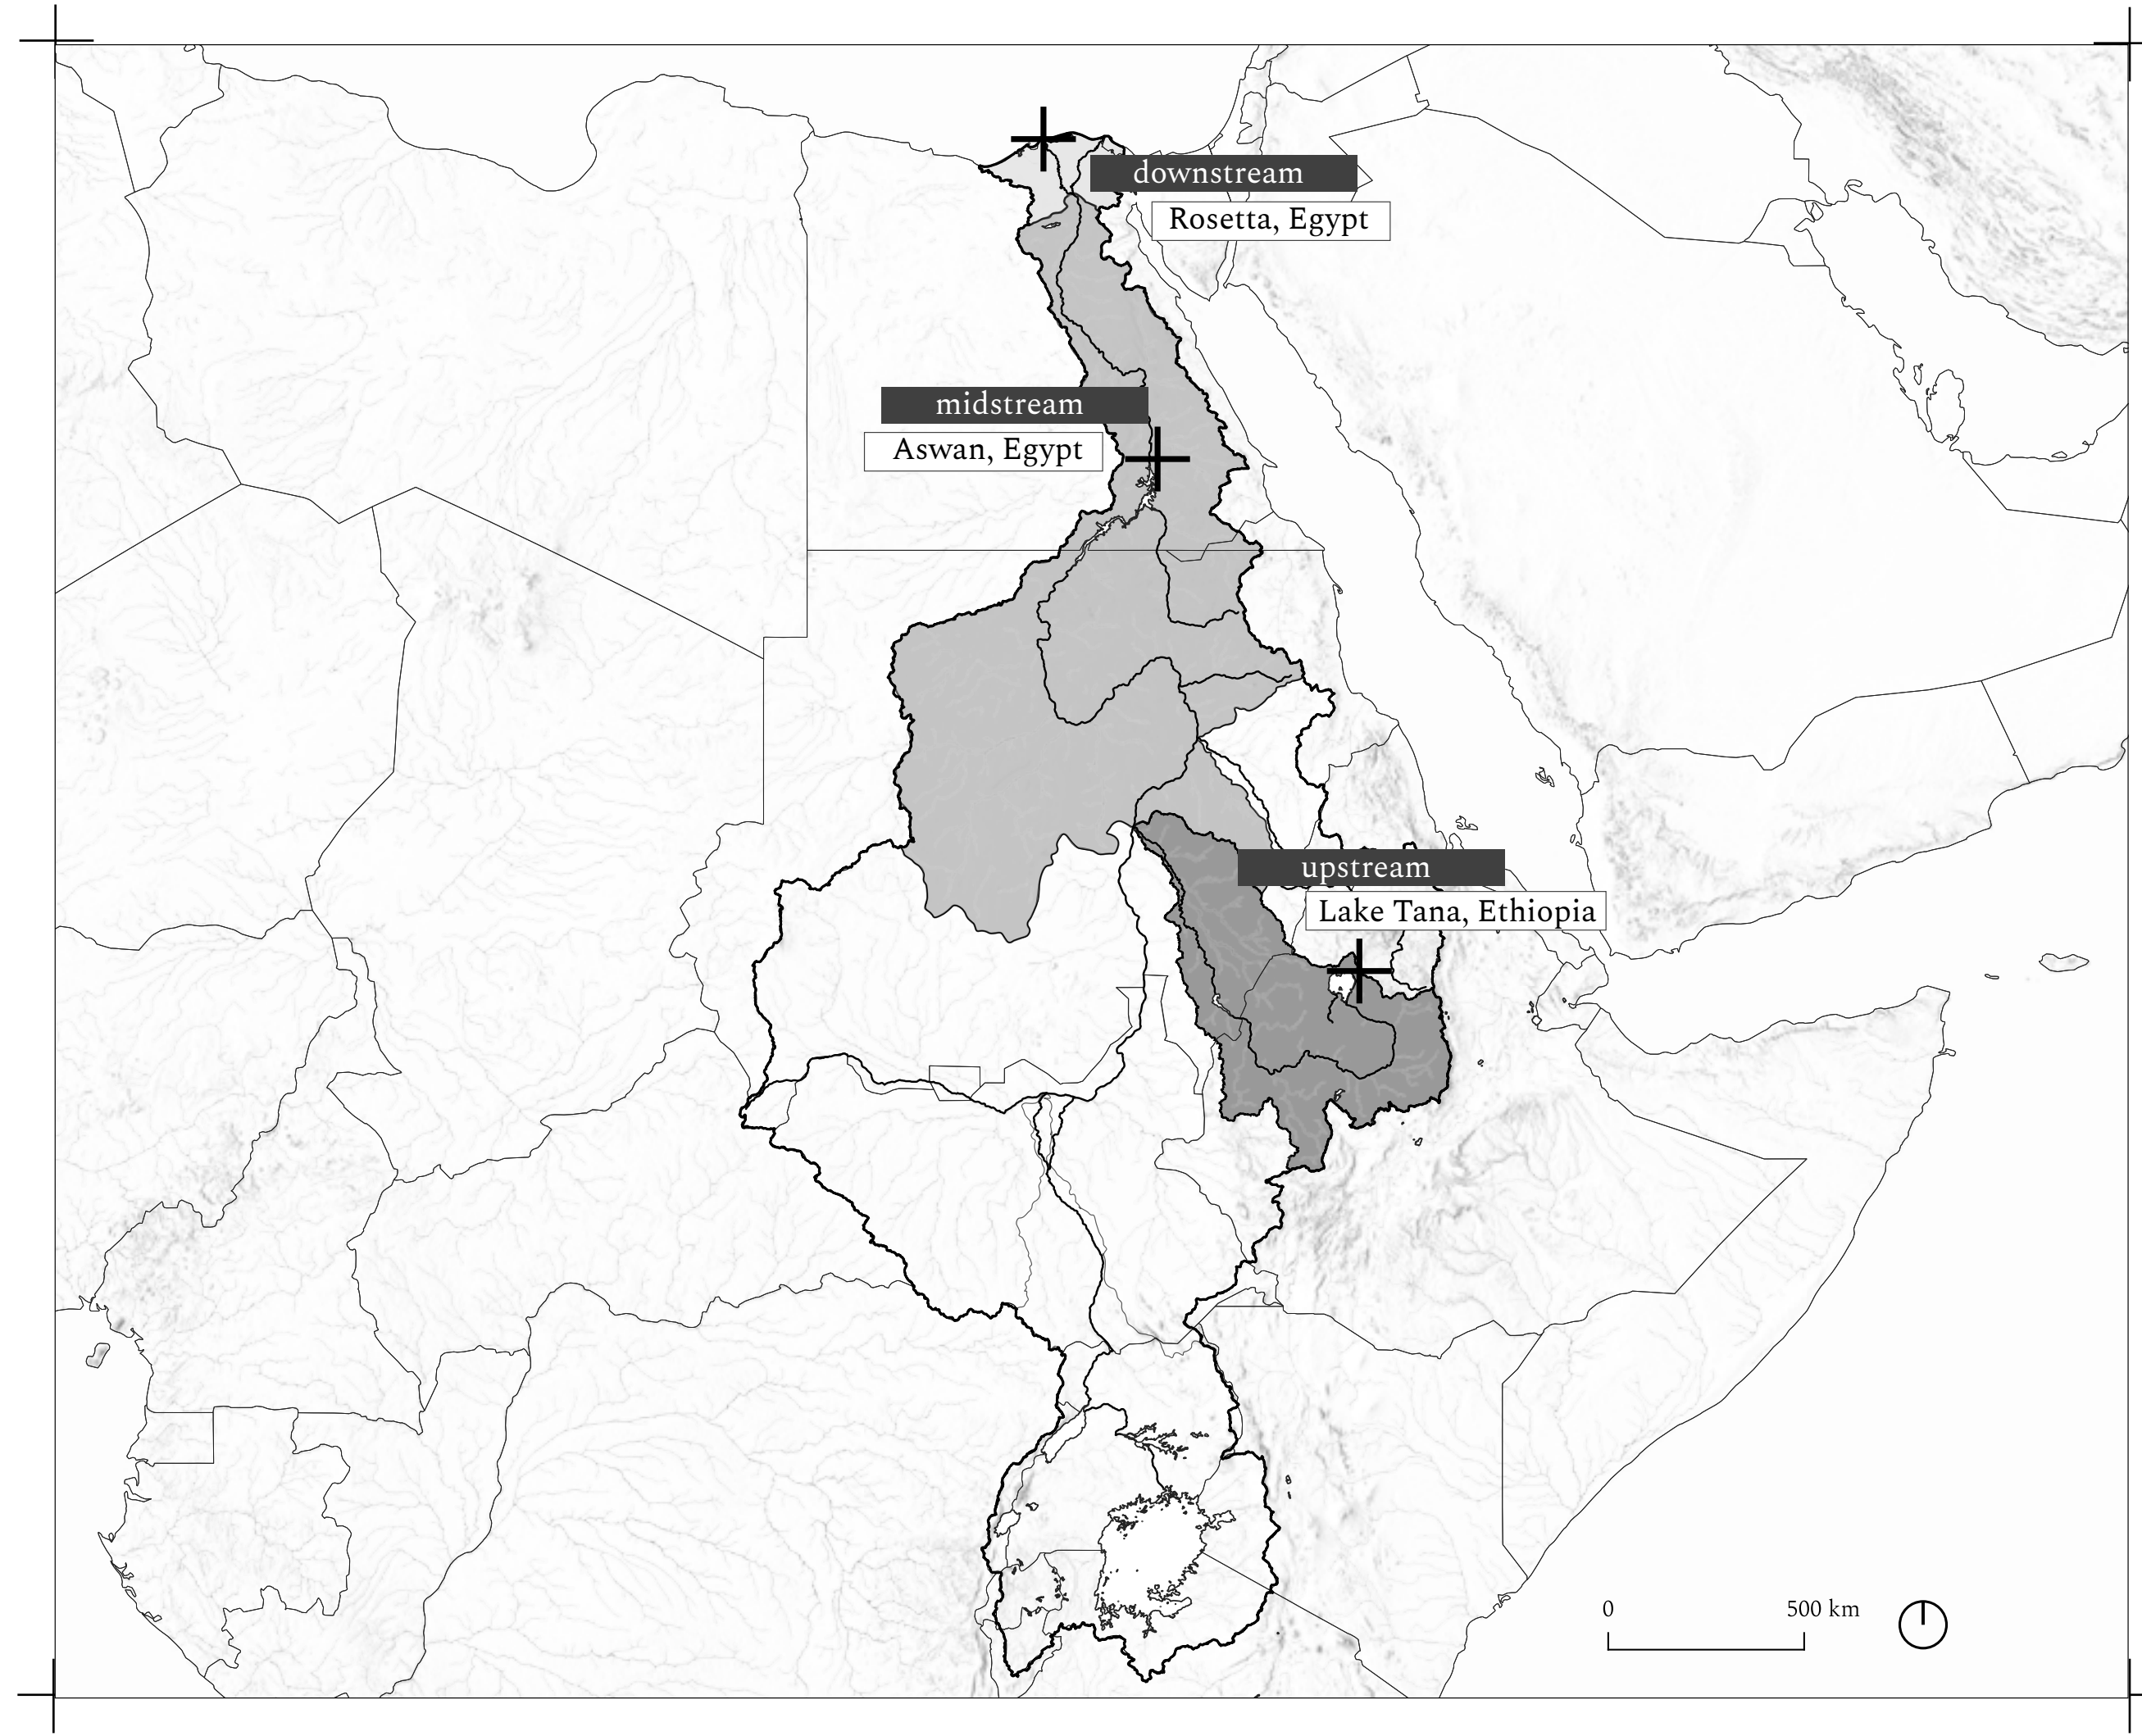 downstream
Rosetta, Egypt
midstream
Aswan, Egypt
upstream
Lake Tana, Ethiopia
0 500 km